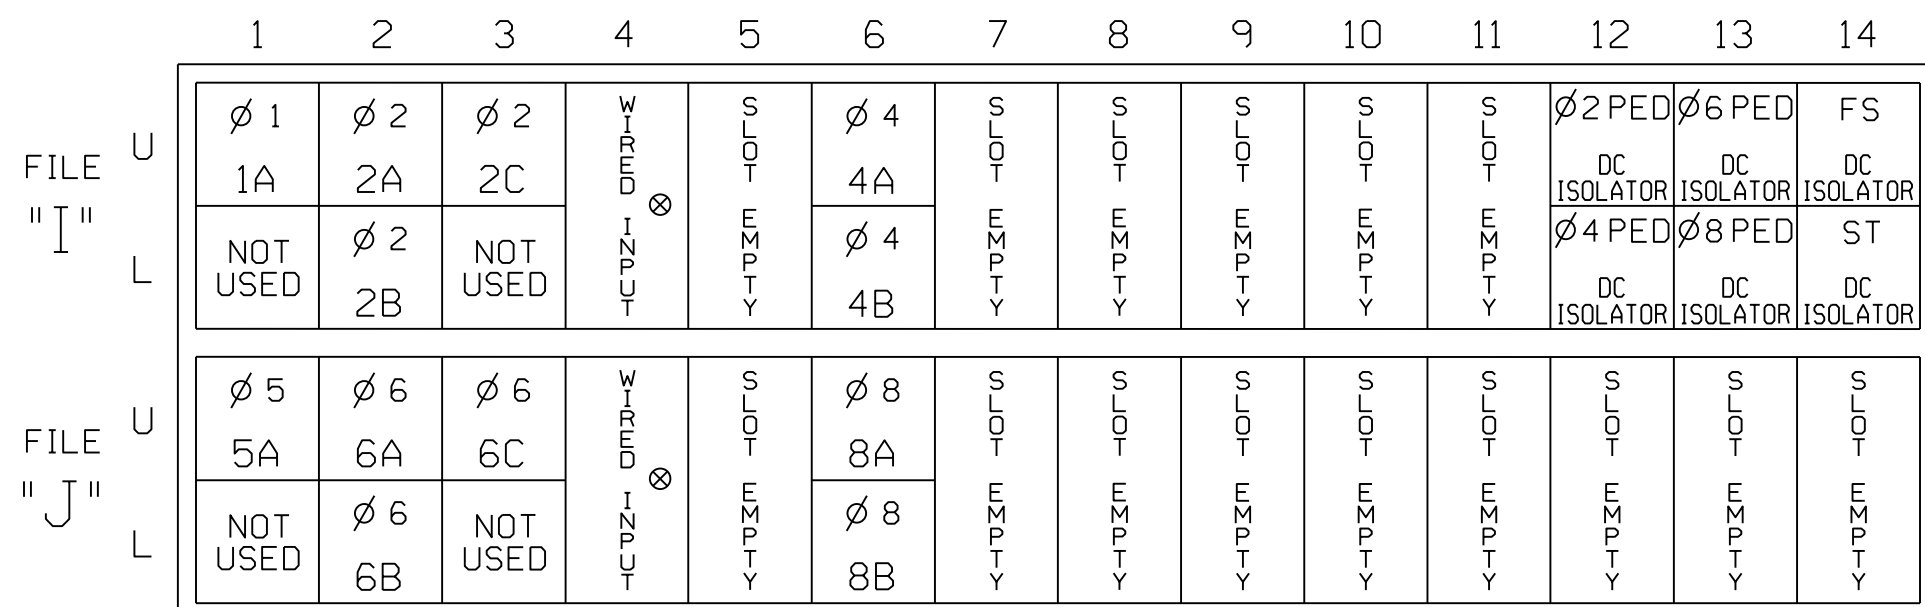 1 2 3 4 5 6 7 8 9 10 11 12 13 14
FILE
"I"
U
L
Ø 1
1A
NOT
USED
Ø 2
2A
Ø 2
2B
Ø 2
2C
NOT
USED
WIRED INPUT
SLOT EMPTY
Ø 4
4A
Ø 4
4B
SLOT EMPTY
SLOT EMPTY
SLOT EMPTY
SLOT EMPTY
SLOT EMPTY
Ø 2 PED
DC
ISOLATOR
Ø 4 PED
DC
ISOLATOR
Ø 6 PED
DC
ISOLATOR
Ø 8 PED
DC
ISOLATOR
FS
DC
ISOLATOR
ST
DC
ISOLATOR
FILE
"J"
U
L
Ø 5
5A
NOT
USED
Ø 6
6A
Ø 6
6B
Ø 6
6C
NOT
USED
WIRED INPUT
SLOT EMPTY
Ø 8
8A
Ø 8
8B
SLOT EMPTY
SLOT EMPTY
SLOT EMPTY
SLOT EMPTY
SLOT EMPTY
SLOT EMPTY
SLOT EMPTY
SLOT EMPTY